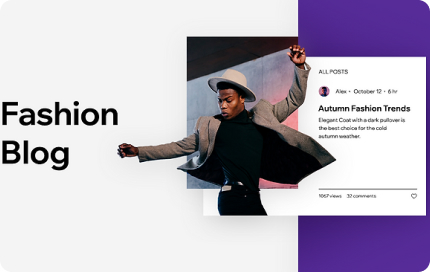 Fashion
Blog
ALL POSTS
Alex • October 12 • 6 hr
Autumn Fashion Trends
Elegant Coat with a dark pullover is
the best choice for the cold
autumn weather.
1067 views 32 comments